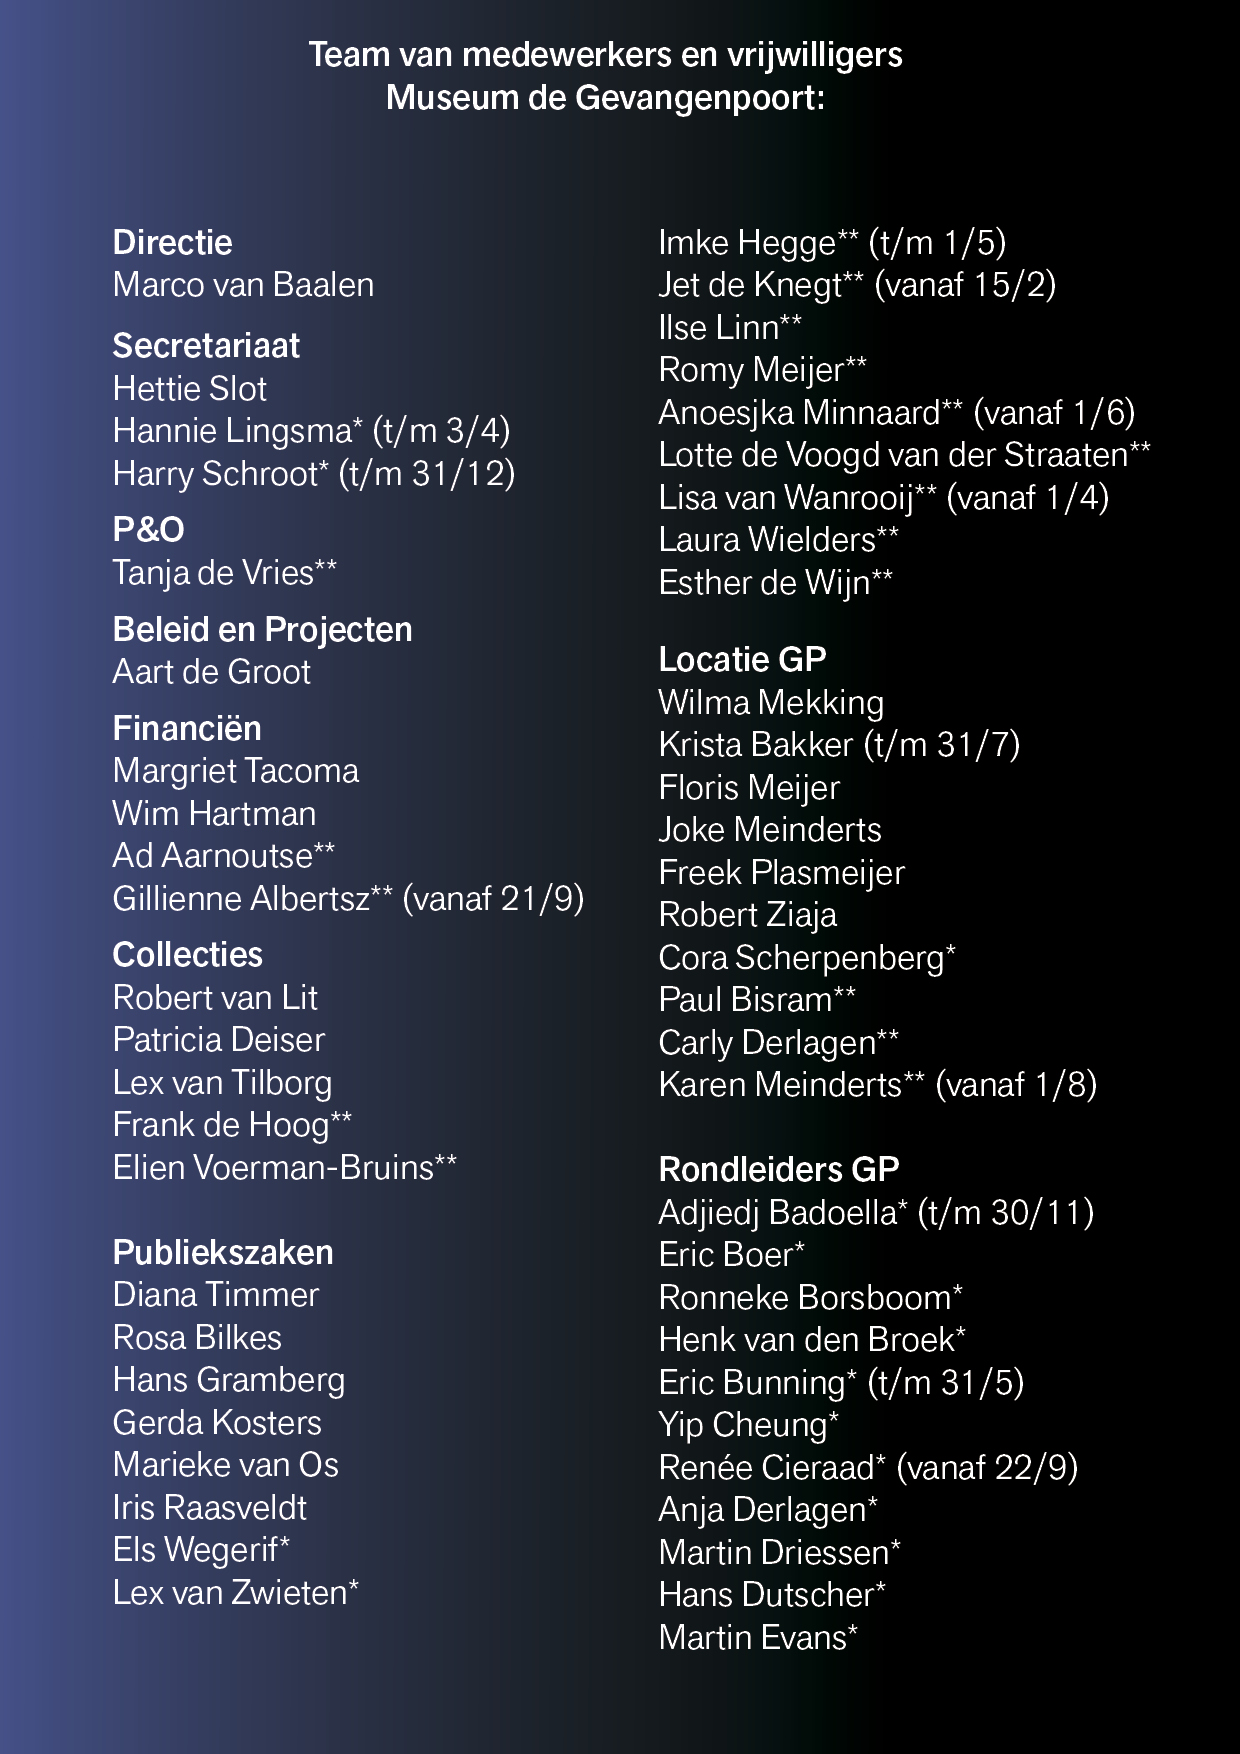 Team van medewerkers en vrijwilligers
Museum de Gevangenpoort:
Directie
Marco van Baalen
Secretariaat
Hettie Slot
Hannie Lingsma* (t/m 3/4)
Harry Schroot* (t/m 31/12)
P&O
Tanja de Vries**
Beleid en Projecten
Aart de Groot
Financiën
Margriet Tacoma
Wim Hartman
Ad Aarnoutse**
Gillienne Albertsz** (vanaf 21/9)
Collecties
Robert van Lit
Patricia Deiser
Lex van Tilborg
Frank de Hoog**
Elien Voerman-Bruins**
Publiekszaken
Diana Timmer
Rosa Bilkes
Hans Gramberg
Gerda Kosters
Marieke van Os
Iris Raasveldt
Els Wegerif*
Lex van Zwieten*
Imke Hegge** (t/m 1/5)
Jet de Knegt** (vanaf 15/2)
Ilse Linn**
Romy Meijer**
Anoesjka Minnaard** (vanaf 1/6)
Lotte de Voogd van der Straaten**
Lisa van Wanrooij** (vanaf 1/4)
Laura Wielders**
Esther de Wijn**
Locatie GP
Wilma Mekking
Krista Bakker (t/m 31/7)
Floris Meijer
Joke Meinderts
Freek Plasmeijer
Robert Ziaja
Cora Scherpenberg*
Paul Bisram**
Carly Derlagen**
Karen Meinderts** (vanaf 1/8)
Rondleiders GP
Adjiedj Badoella* (t/m 30/11)
Eric Boer*
Ronneke Borsboom*
Henk van den Broek*
Eric Bunning* (t/m 31/5)
Yip Cheung*
Renée Cieraad* (vanaf 22/9)
Anja Derlagen*
Martin Driessen*
Hans Dutscher*
Martin Evans*